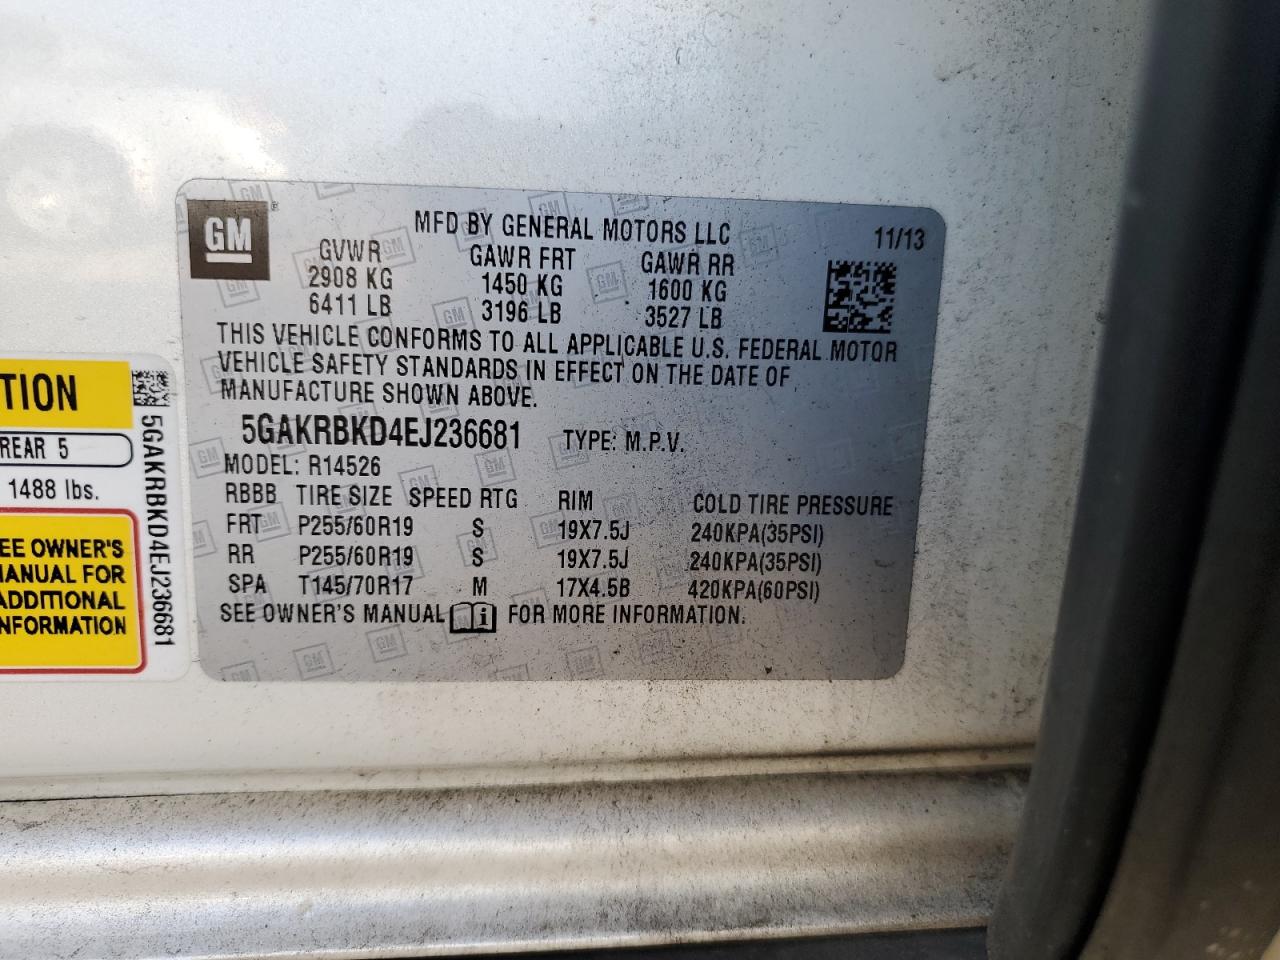 GM
MFD BY GENERAL MOTORS LLC 11/13
GVWR GAWR FRT GAWR RR
2908 KG 1450 KG 1600 KG
6411 LB 3196 LB 3527 LB
THIS VEHICLE CONFORMS TO ALL APPLICABLE U.S. FEDERAL MOTOR
VEHICLE SAFETY STANDARDS IN EFFECT ON THE DATE OF
MANUFACTURE SHOWN ABOVE.
5GAKRBKD4EJ236681 TYPE: M.P.V.
MODEL: R14526
RBBB TIRE SIZE SPEED RTG RIM COLD TIRE PRESSURE
FRT P255/60R19 S 19X7.5J 240KPA(35PSI)
RR P255/60R19 S 19X7.5J 240KPA(35PSI)
SPA T145/70R17 M 17X4.5B 420KPA(60PSI)
SEE OWNER'S MANUAL FOR MORE INFORMATION.
TION
REAR 5
1488 lbs.
EE OWNER'S
MANUAL FOR
ADDITIONAL
NFORMATION
5GAKRBKD4EJ236681